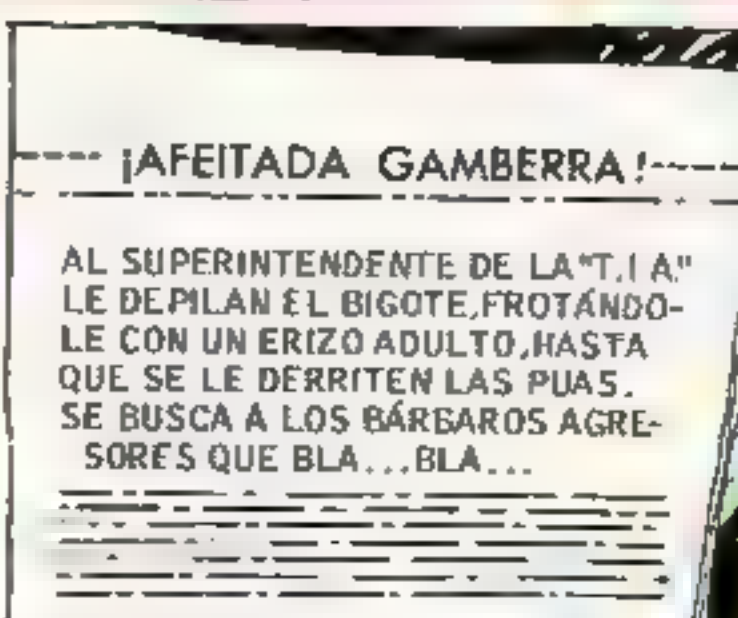 ¡AFEITADA GAMBERRA!
AL SUPERINTENDENTE DE LA "T.I A."
LE DEPILAN EL BIGOTE, FROTÁNDO-
LE CON UN ERIZO ADULTO, HASTA
QUE SE LE DERRITEN LAS PUAS.
SE BUSCA A LOS BÁRBAROS AGRE-
SORES QUE BLA...BLA...